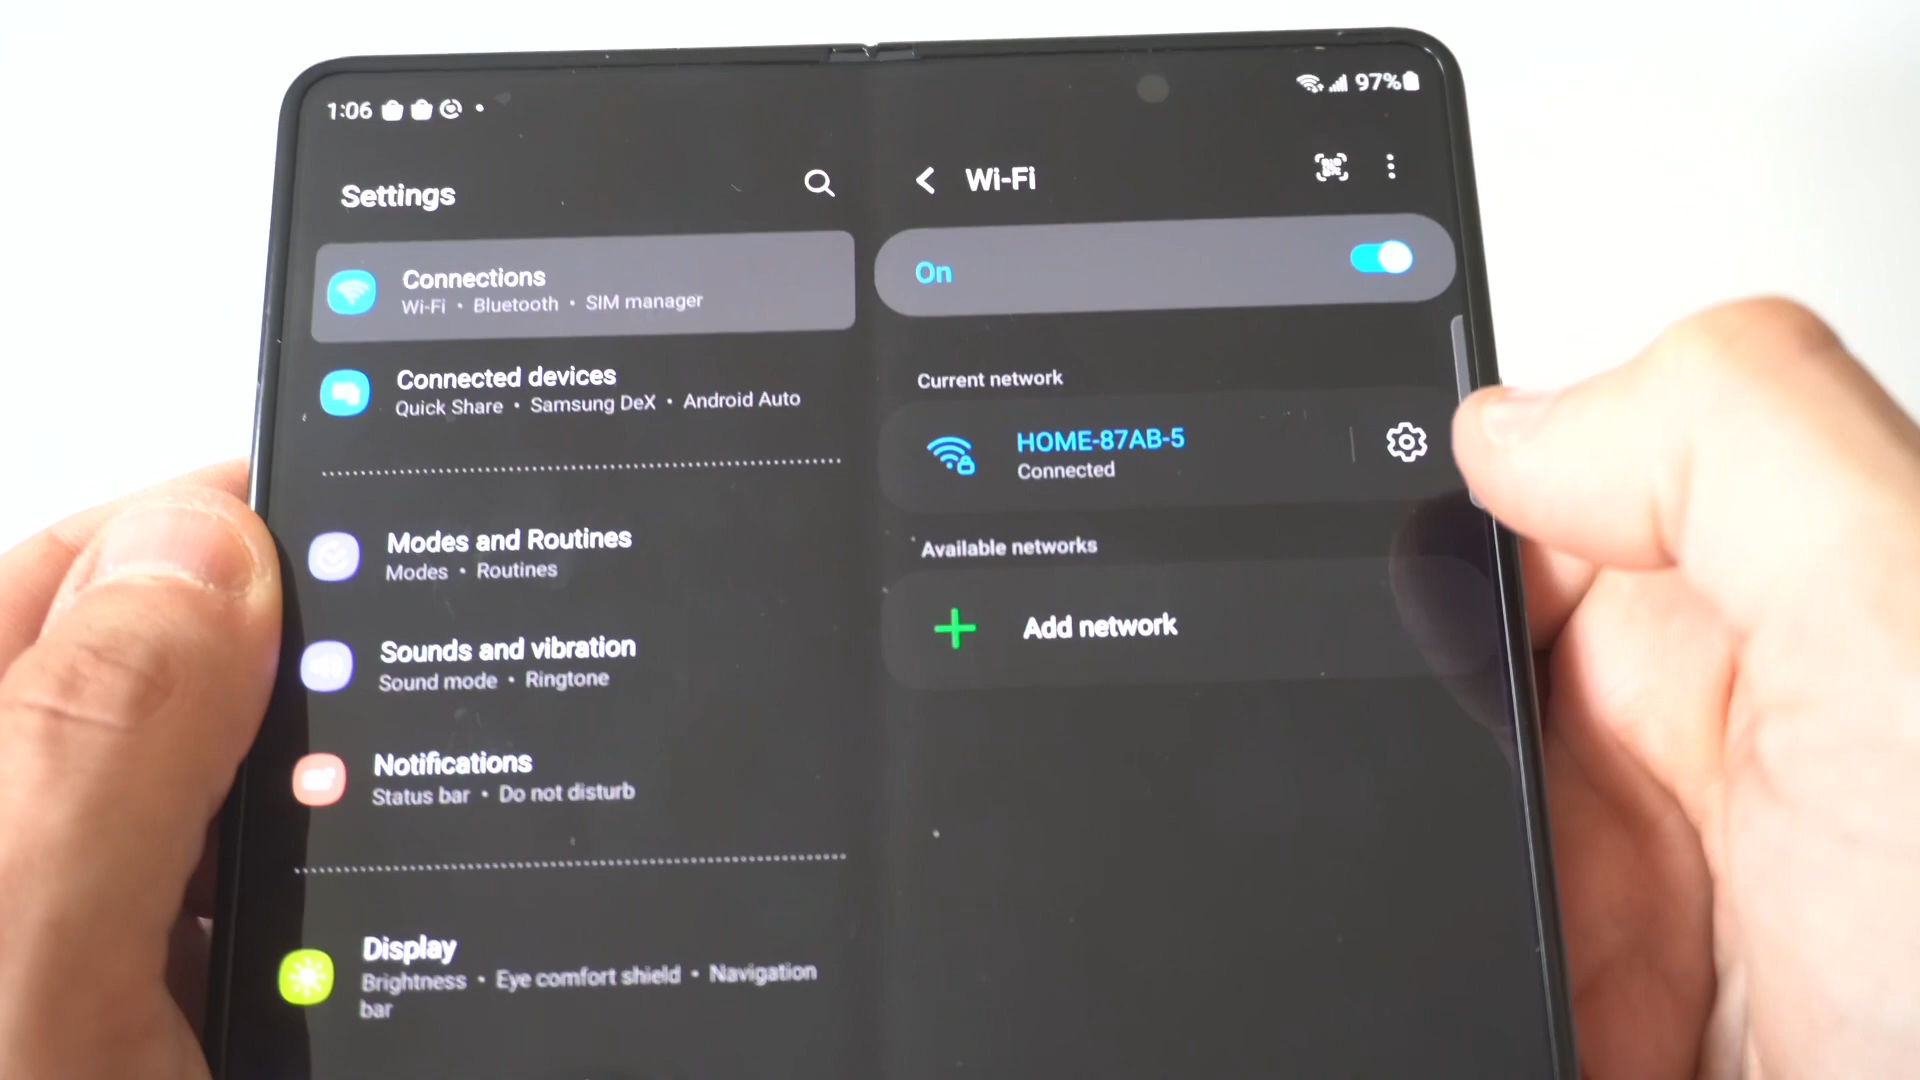 1:06
97%
Settings
Connections
Wi-Fi • Bluetooth • SIM manager
Connected devices
Quick Share • Samsung DeX • Android Auto
Modes and Routines
Modes • Routines
Sounds and vibration
Sound mode • Ringtone
Notifications
Status bar • Do not disturb
Display
Brightness • Eye comfort shield • Navigation
bar
Wi-Fi
On
Current network
HOME-87AB-5
Connected
Available networks
Add network